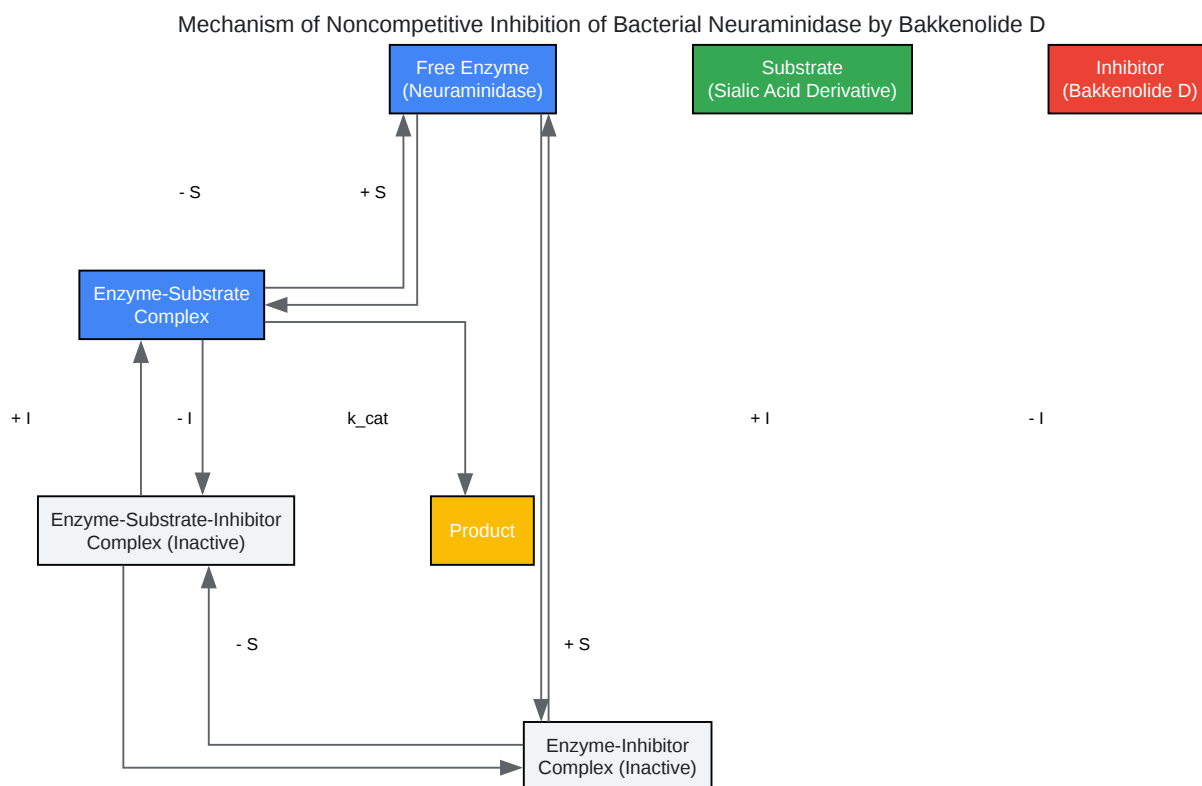 Mechanism of Noncompetitive Inhibition of Bacterial Neuraminidase by Bakkenolide D
Free Enzyme
(Neuraminidase)
Substrate
(Sialic Acid Derivative)
Inhibitor
(Bakkenolide D)
- S
+ S
Enzyme-Substrate
Complex
+ I
- I
k_cat
+ I
- I
Enzyme-Substrate-Inhibitor
Complex (Inactive)
Product
- S
+ S
Enzyme-Inhibitor
Complex (Inactive)